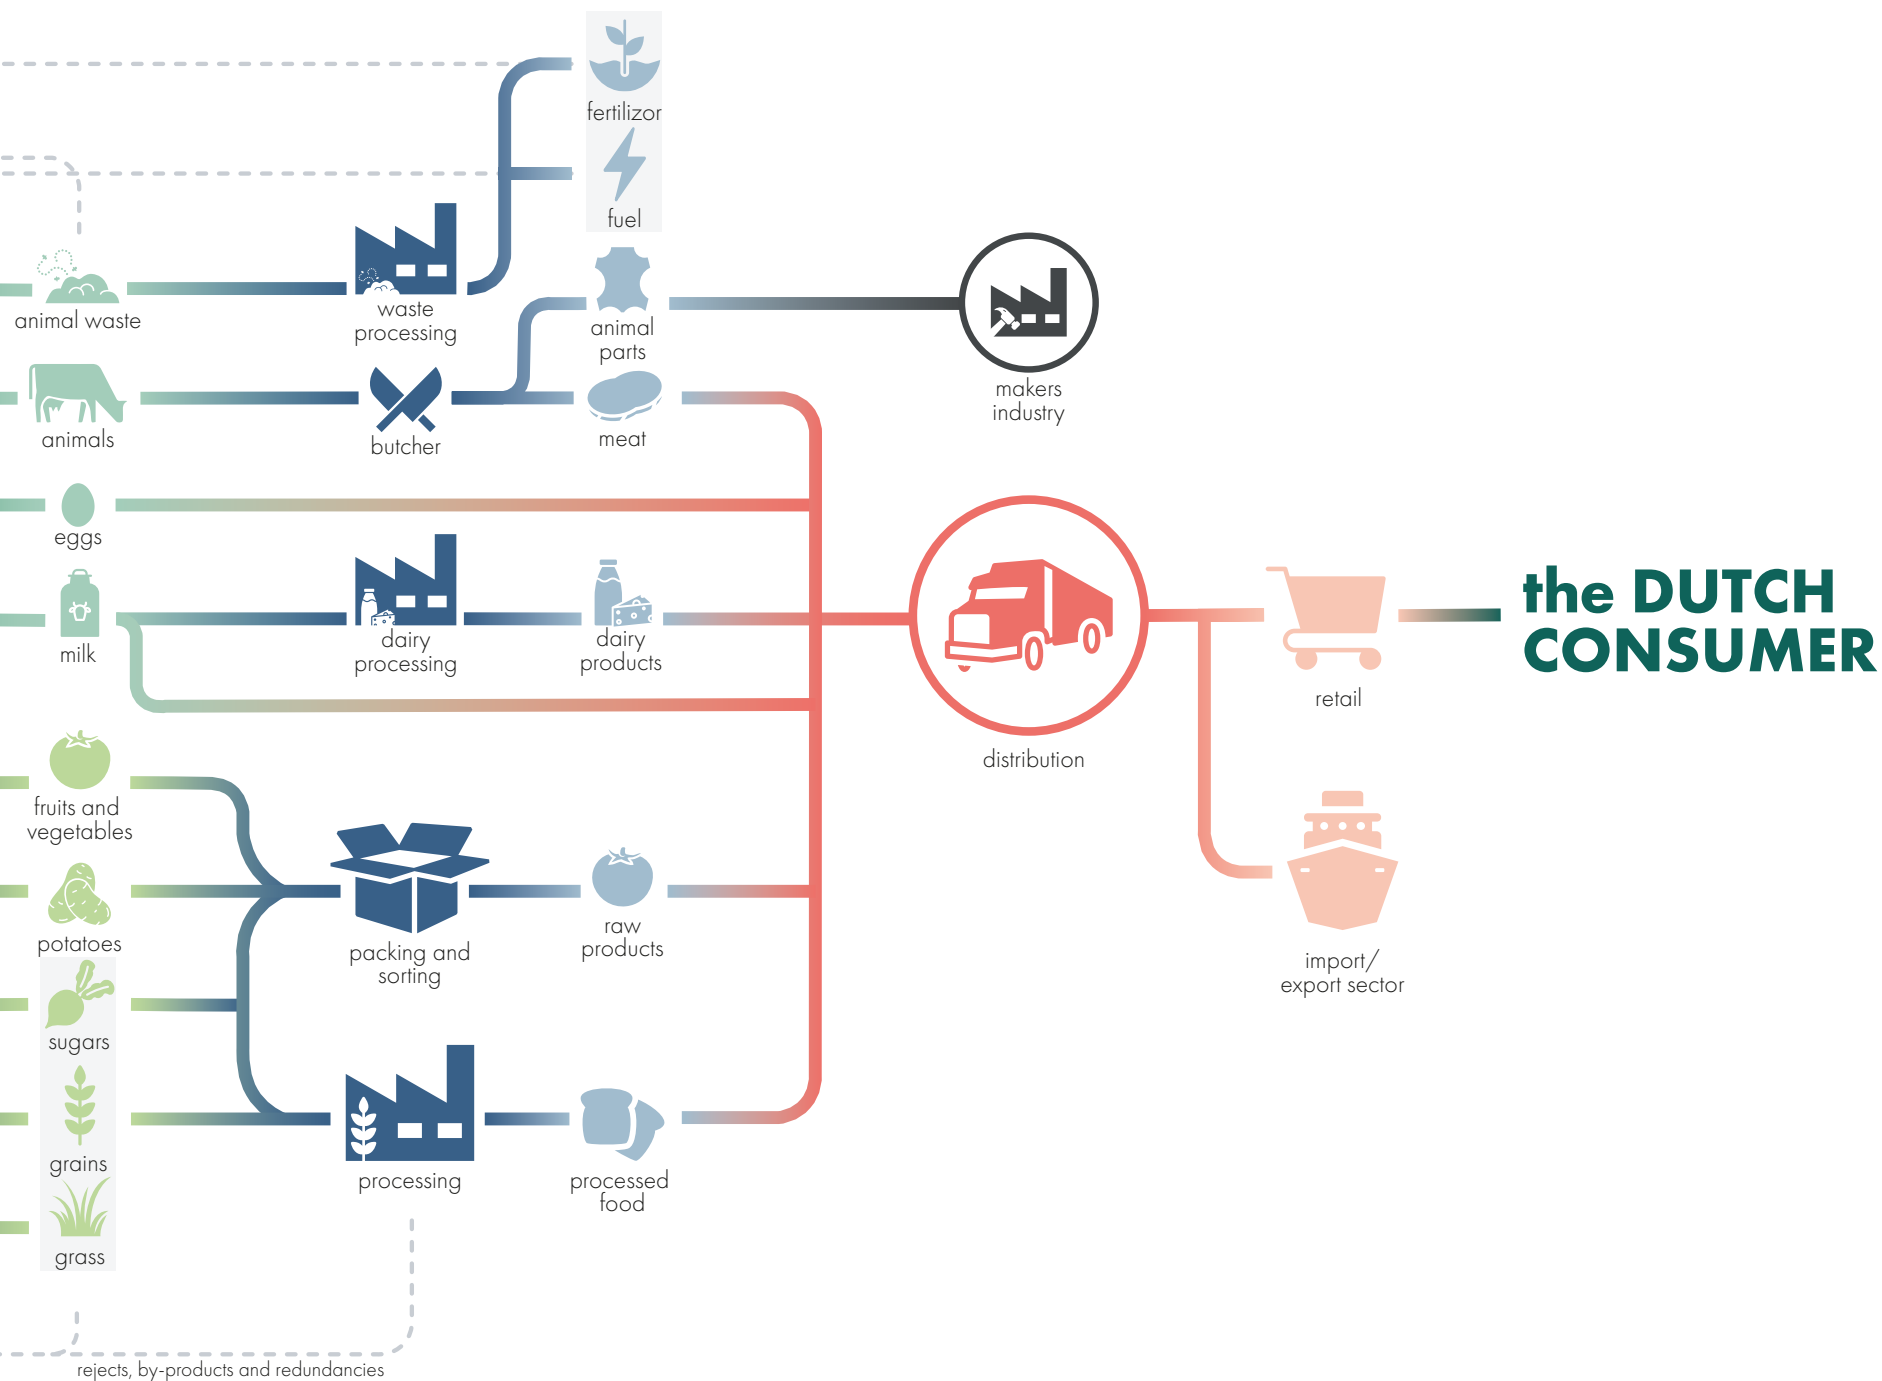 fertilizor
fuel
animal waste
waste
processing
animal
parts
makers
industry
animals
butcher
meat
eggs
milk
dairy
processing
dairy
products
the DUTCH
CONSUMER
retail
distribution
fruits and
vegetables
potatoes
packing and
sorting
raw
products
import/
export sector
sugars
grains
processing
processed
food
grass
rejects, by-products and redundancies